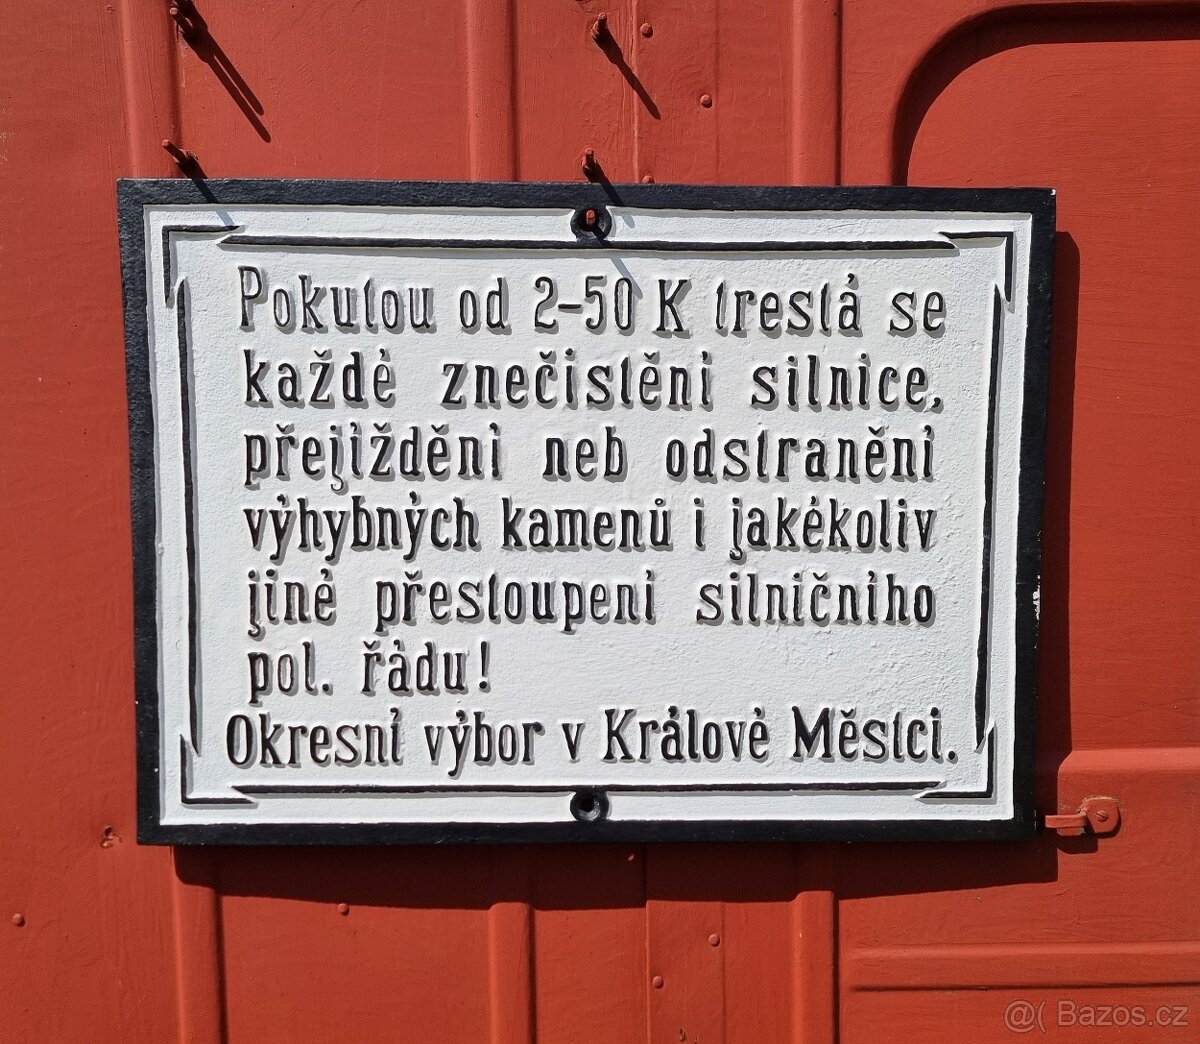 Pokutou od 2-50 K trestá se
každé znečistění silnice,
přejiždění neb odstranění
výhybných kamenů i jakékoliv
jiné přestoupení silničního
pol. řádu!
Okresní výbor v Králové Městci.
@( Bazos.cz